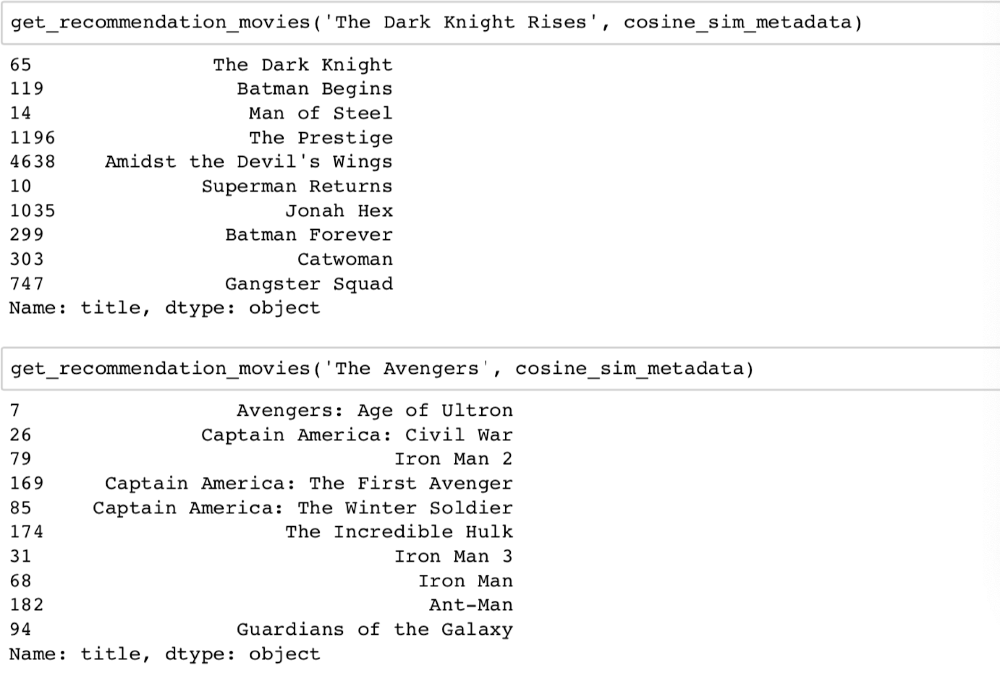 get_recommendation_movies('The Dark Knight Rises', cosine_sim_metadata)
65 The Dark Knight
119 Batman Begins
14 Man of Steel
1196 The Prestige
4638 Amidst the Devil's Wings
10 Superman Returns
1035 Jonah Hex
299 Batman Forever
303 Catwoman
747 Gangster Squad
Name: title, dtype: object
get_recommendation_movies('The Avengers', cosine_sim_metadata)
7 Avengers: Age of Ultron
26 Captain America: Civil War
79 Iron Man 2
169 Captain America: The First Avenger
85 Captain America: The Winter Soldier
174 The Incredible Hulk
31 Iron Man 3
68 Iron Man
182 Ant-Man
94 Guardians of the Galaxy
Name: title, dtype: object